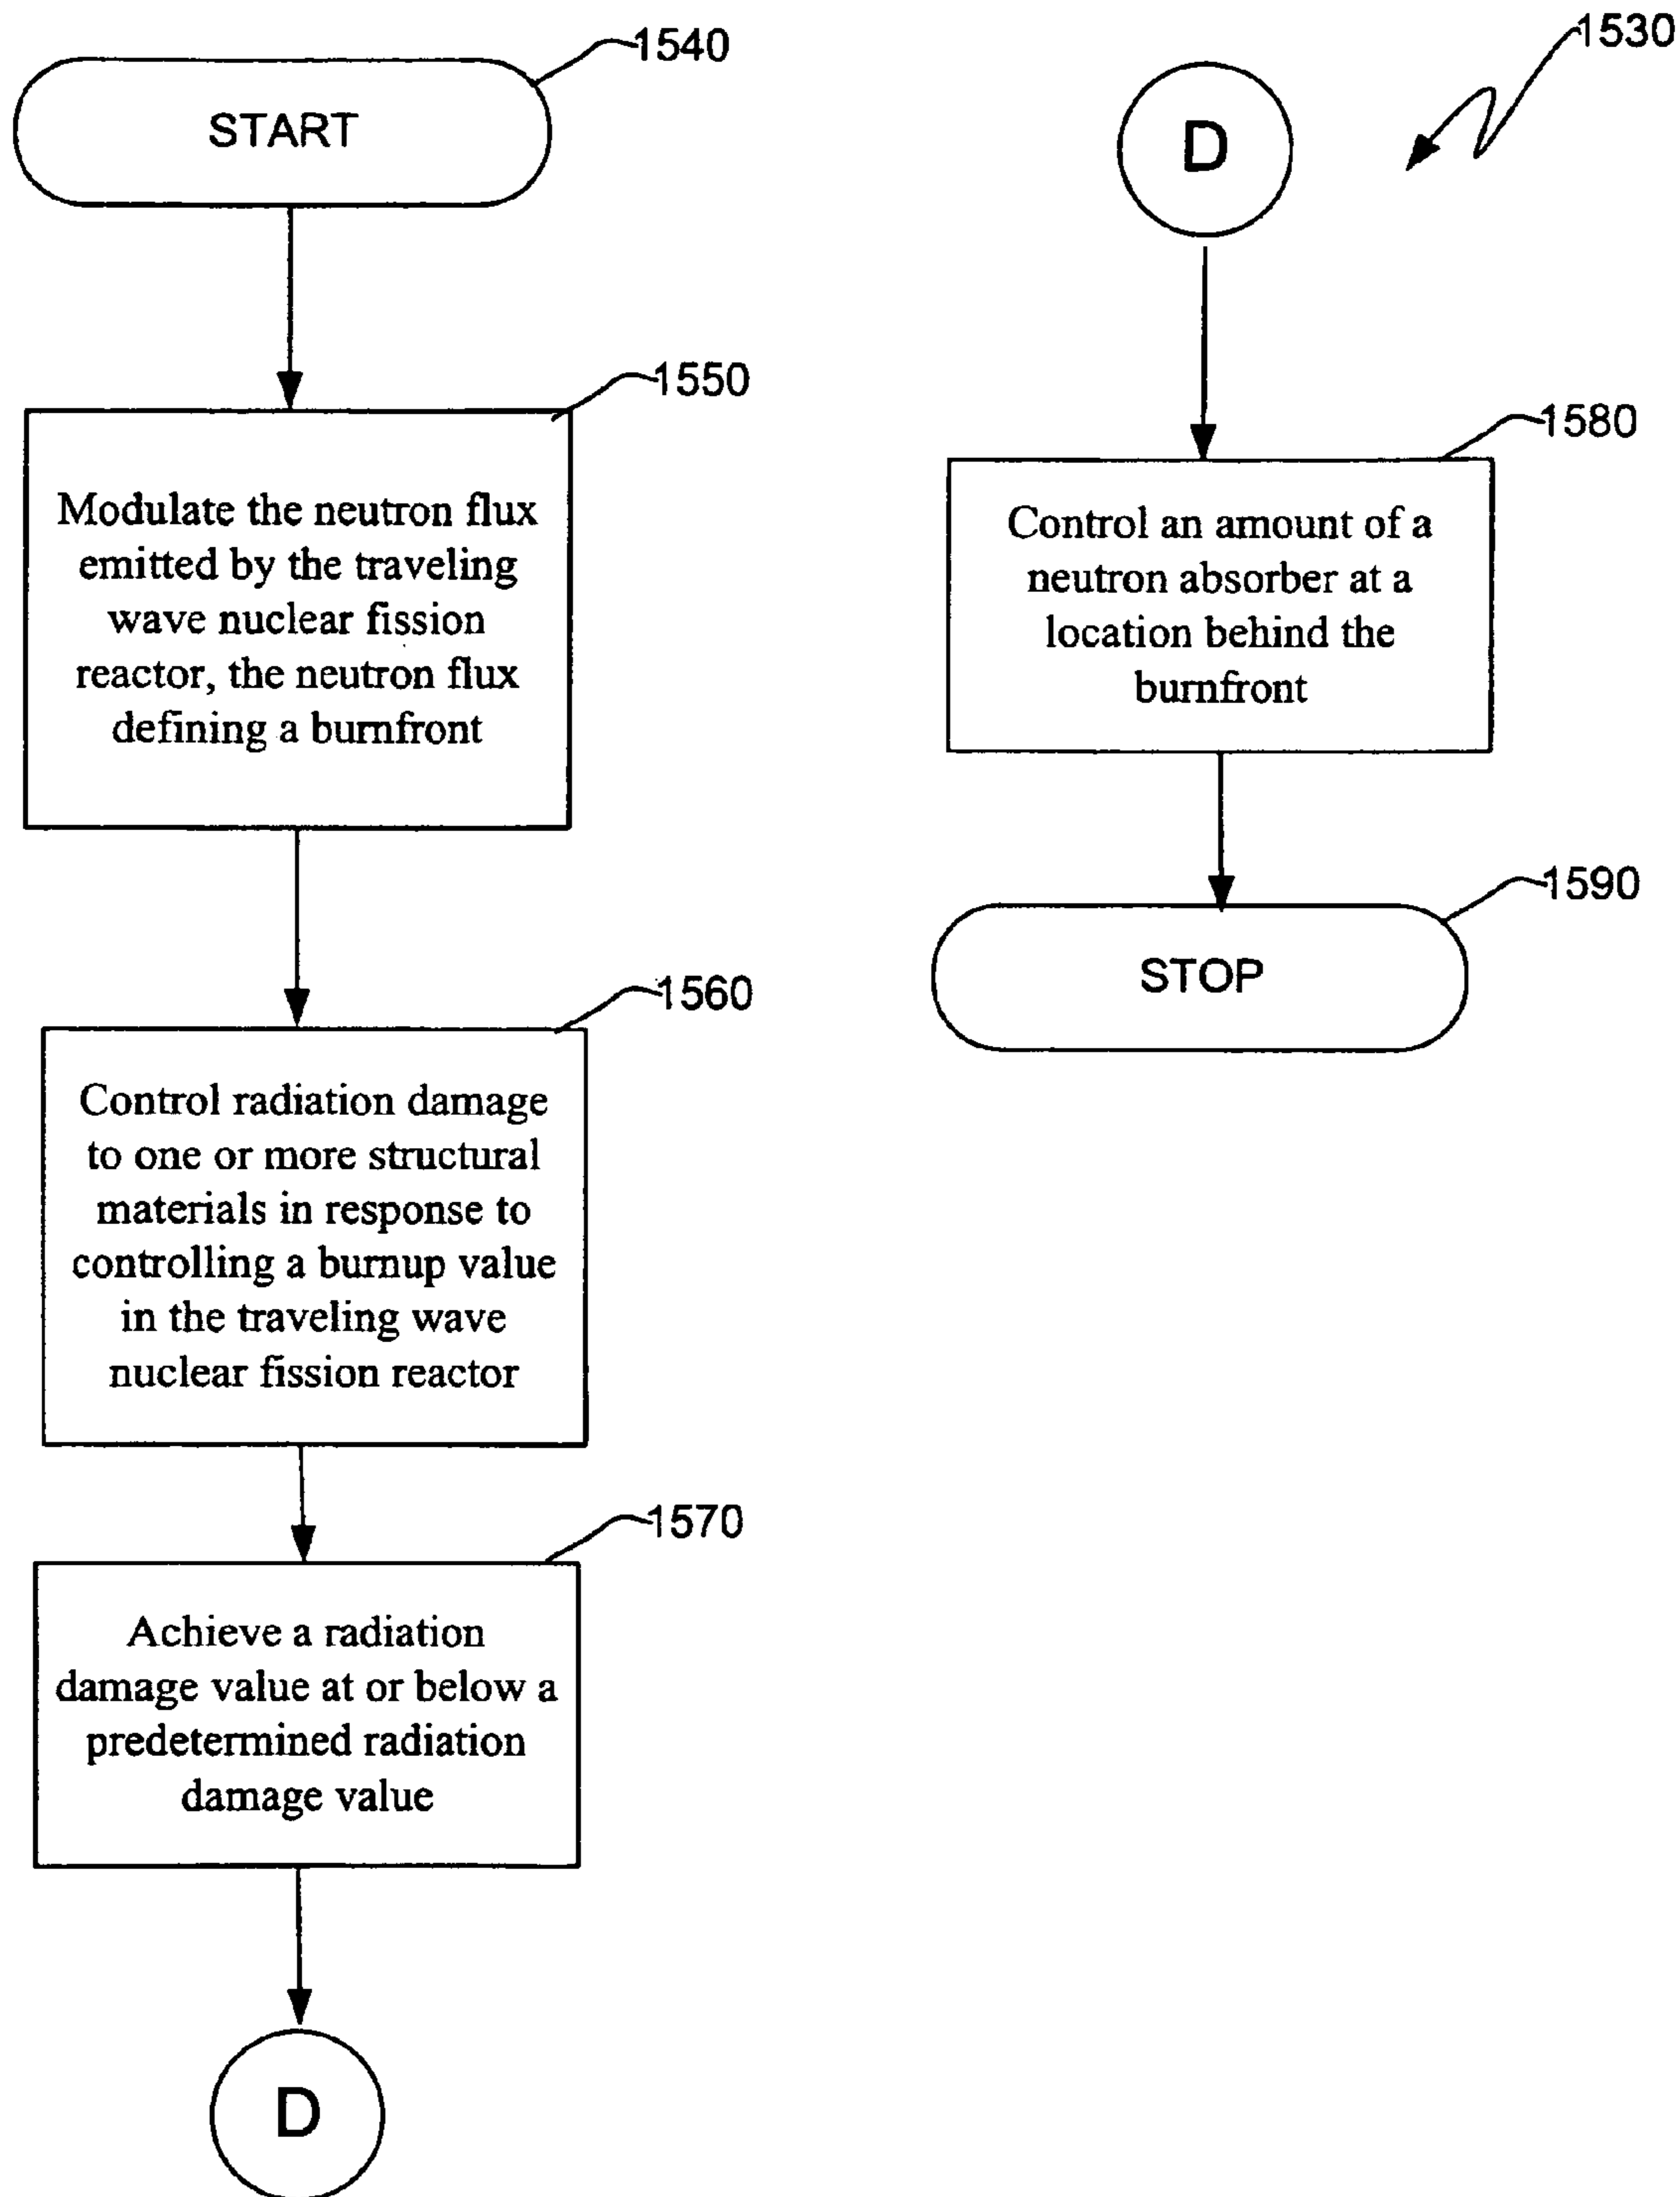 1540
START
1550
Modulate the neutron flux
emitted by the traveling
wave nuclear fission
reactor, the neutron flux
defining a burnfront
1560
Control radiation damage
to one or more structural
materials in response to
controlling a burnup value
in the traveling wave
nuclear fission reactor
1570
Achieve a radiation
damage value at or below a
predetermined radiation
damage value
D
1530
D
1580
Control an amount of a
neutron absorber at a
location behind the
burnfront
1590
STOP